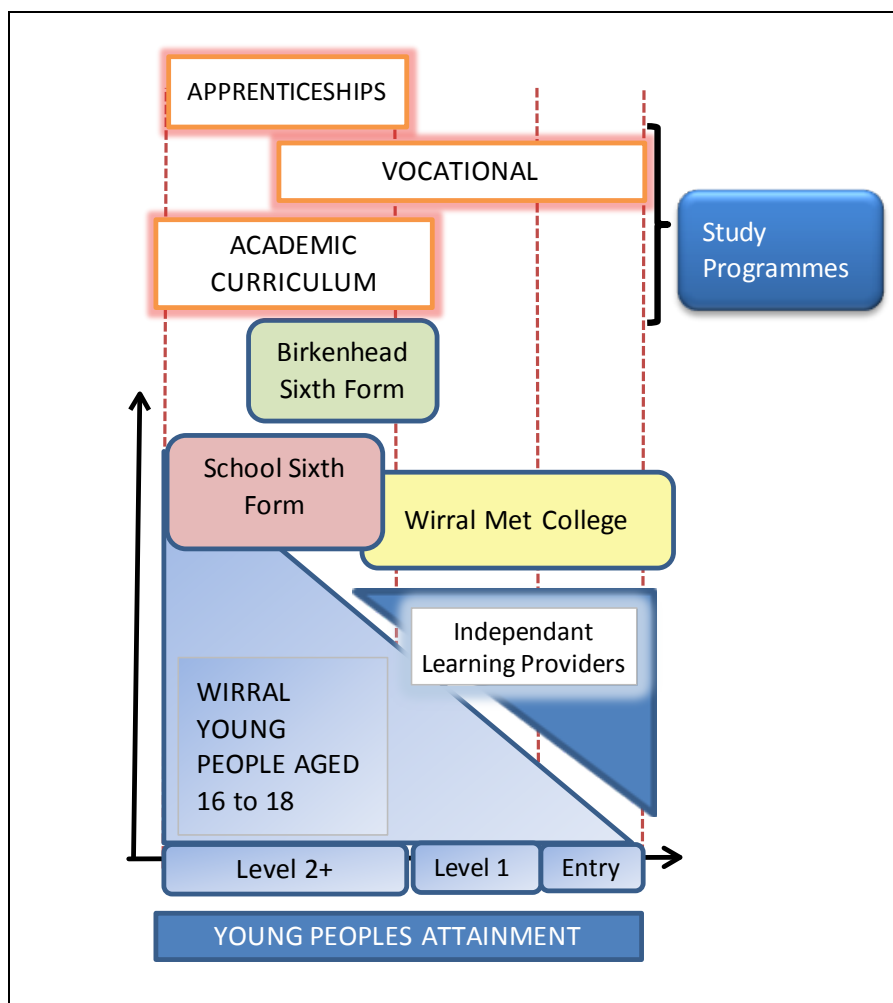 APPRENTICESHIPS
VOCATIONAL
ACADEMIC
CURRICULUM
Study
Programmes
Birkenhead
Sixth Form
School Sixth
Form
Wirral Met College
Independant
Learning Providers
WIRRAL
YOUNG
PEOPLE AGED
16 to 18
Level 2+
Level 1
Entry
YOUNG PEOPLES ATTAINMENT